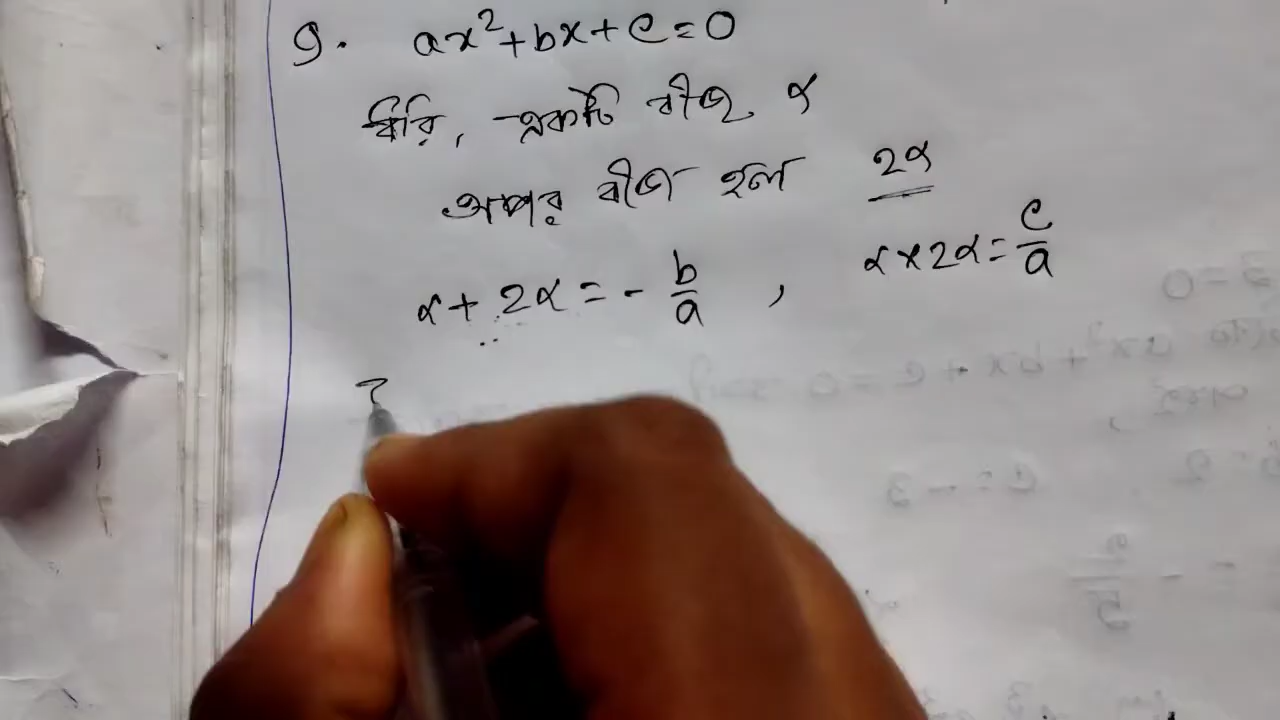 9. ax²+bx+c=0
ধরি, একটি বীজ α
অপর বীজ হল 2α
α+2α=-b/a , α×2α=c/a